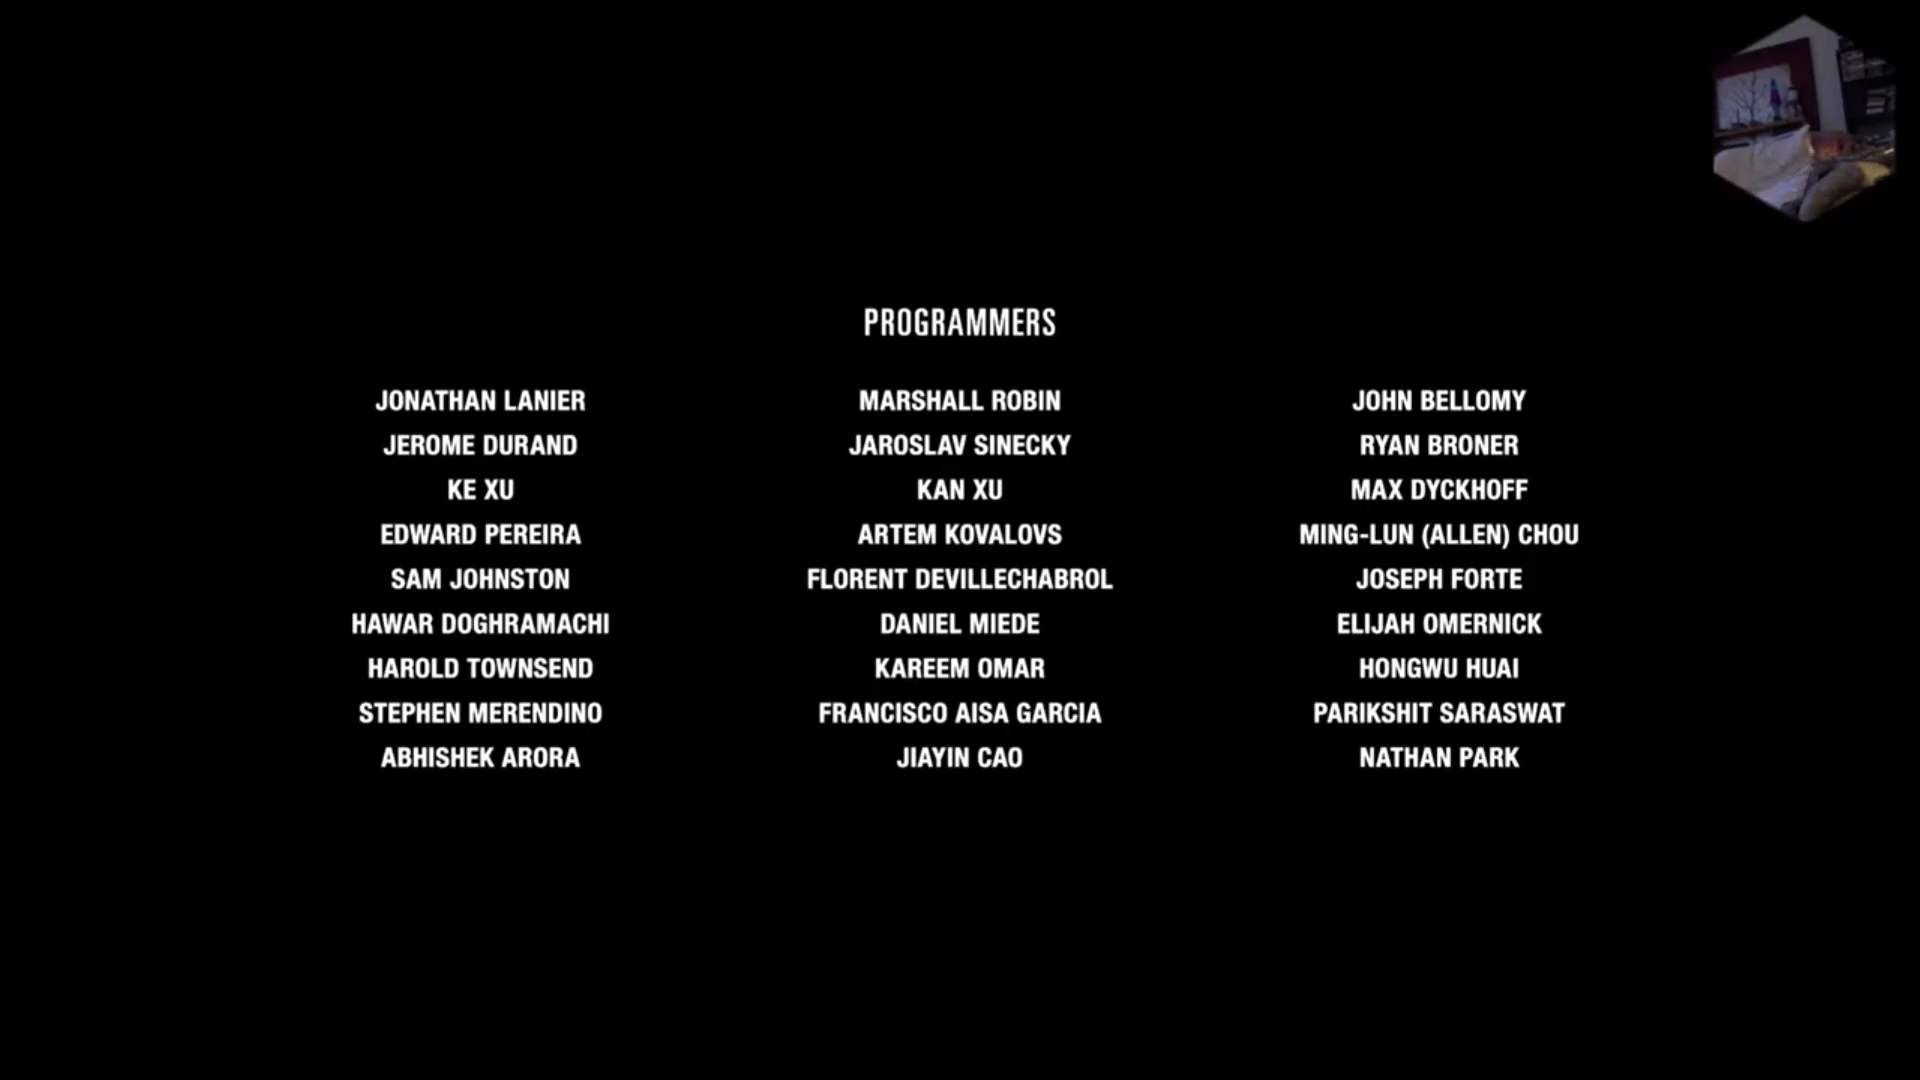 PROGRAMMERS
JONATHAN LANIER MARSHALL ROBIN JOHN BELLOMY
JEROME DURAND JAROSLAV SINECKY RYAN BRONER
KE XU KAN XU MAX DYCKHOFF
EDWARD PEREIRA ARTEM KOVALOVS MING-LUN (ALLEN) CHOU
SAM JOHNSTON FLORENT DEVILLECHABROL JOSEPH FORTE
HAWAR DOGHRAMACHI DANIEL MIEDE ELIJAH OMERNICK
HAROLD TOWNSEND KAREEM OMAR HONGWU HUAI
STEPHEN MERENDINO FRANCISCO AISA GARCIA PARIKSHIT SARASWAT
ABHISHEK ARORA JIAYIN CAO NATHAN PARK